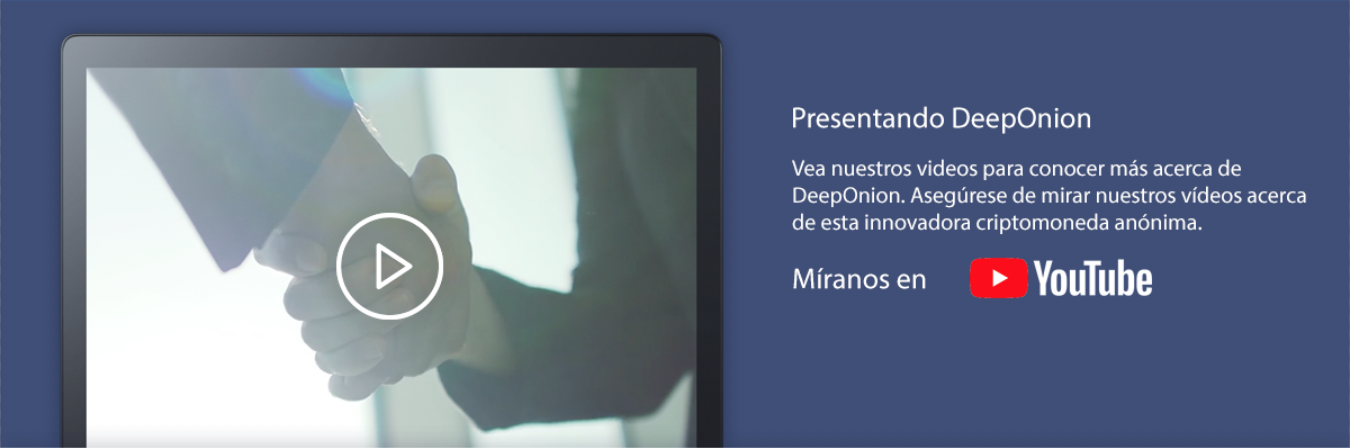 Presentando DeepOnion
Vea nuestros videos para conocer más acerca de
DeepOnion. Asegúrese de mirar nuestros vídeos acerca
de esta innovadora criptomoneda anónima.
Míranos en YouTube